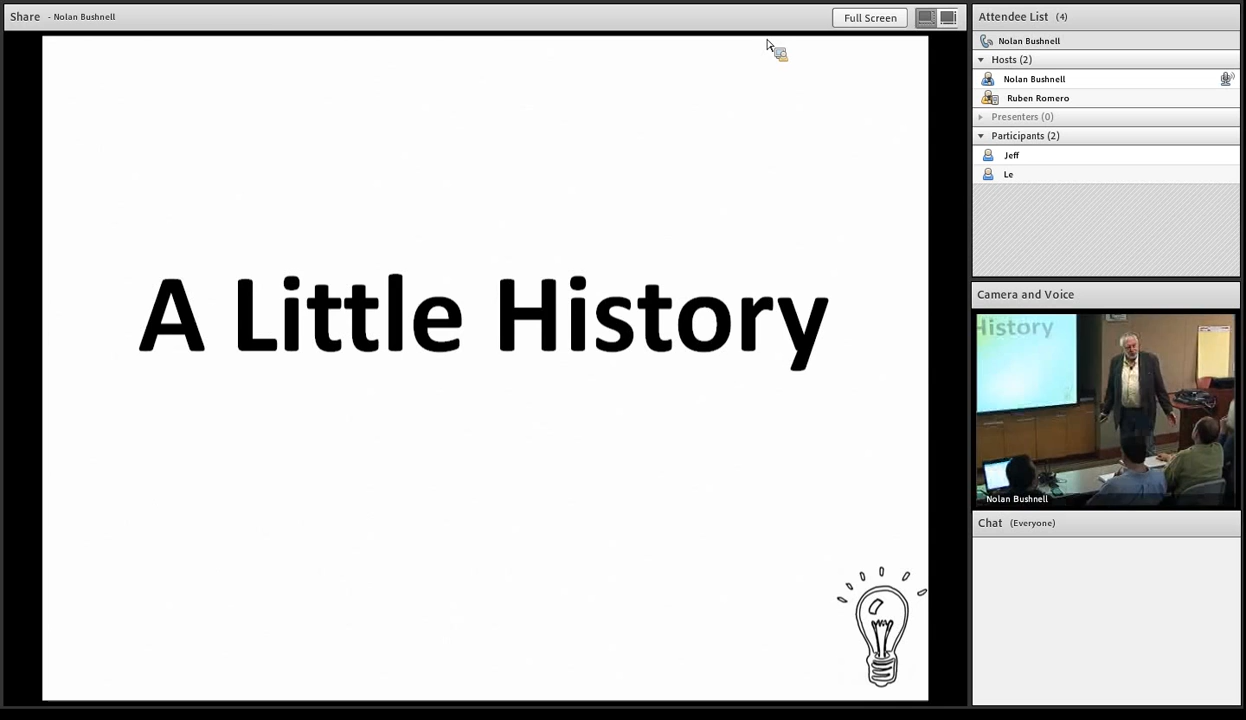 Share - Nolan Bushnell
Full Screen
A Little History
Attendee List (4)
Nolan Bushnell
Hosts (2)
Nolan Bushnell
Ruben Romero
Presenters (0)
Participants (2)
Jeff
Le
Camera and Voice
History
Nolan Bushnell
Chat (Everyone)